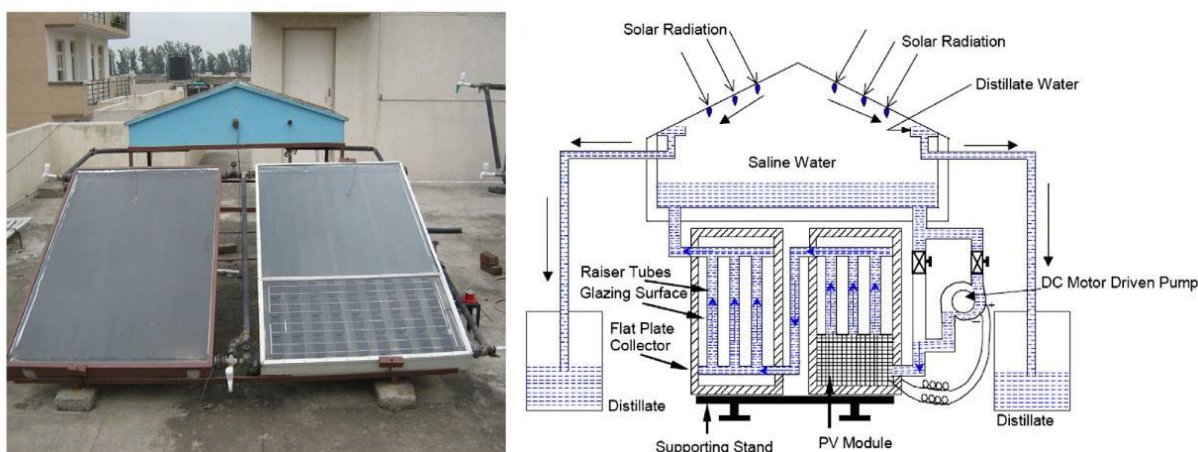 Solar Radiation
Solar Radiation
Distillate Water
Saline Water
Raiser Tubes
Glazing Surface
DC Motor Driven Pump
Flat Plate
Collector
Distillate
Distillate
Supporting Stand
PV Module